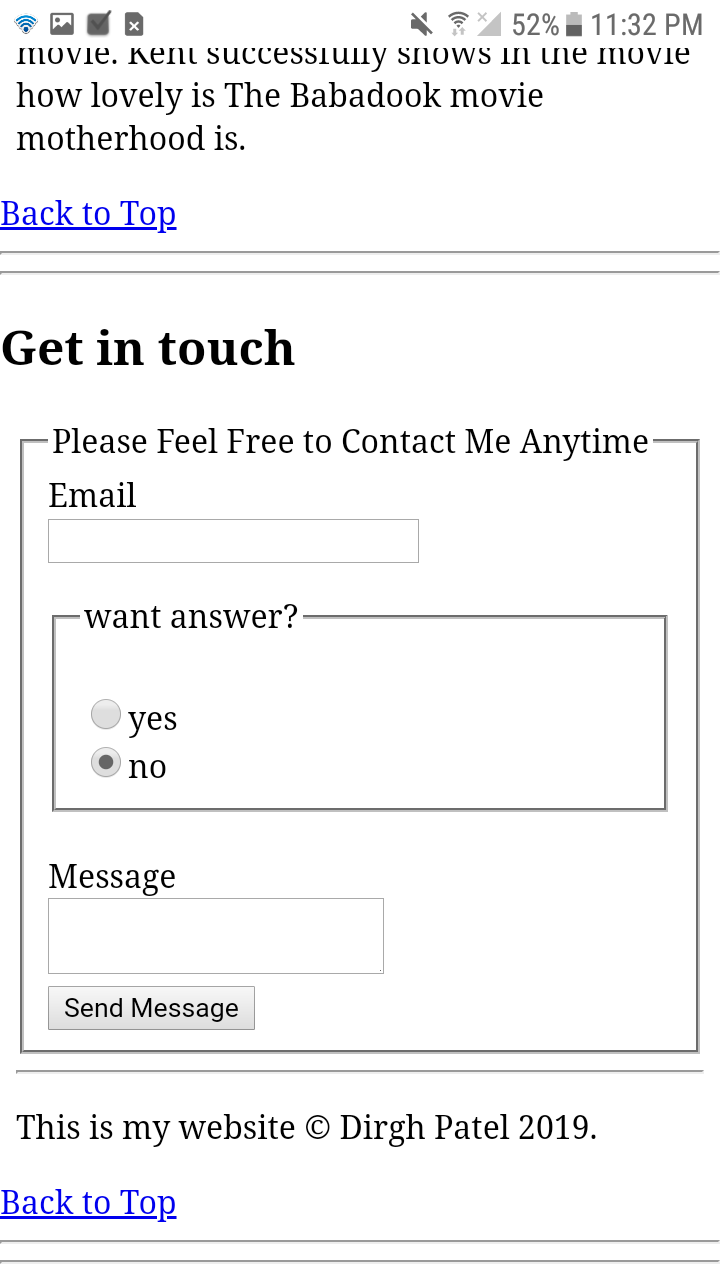 52% 11:32 PM
movie. Kent successfully shows in the movie
how lovely is The Babadook movie
motherhood is.
Back to Top
Get in touch
Please Feel Free to Contact Me Anytime
Email
want answer?
yes
no
Message
Send Message
This is my website © Dirgh Patel 2019.
Back to Top